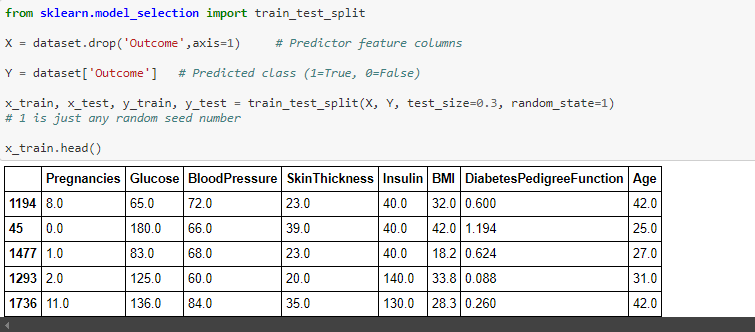 from sklearn.model_selection import train_test_split
X = dataset.drop('Outcome',axis=1)     # Predictor feature columns
Y = dataset['Outcome']   # Predicted class (1=True, 0=False)
x_train, x_test, y_train, y_test = train_test_split(X, Y, test_size=0.3, random_state=1)
# 1 is just any random seed number
x_train.head()
Pregnancies Glucose BloodPressure SkinThickness Insulin BMI DiabetesPedigreeFunction Age
1194 8.0 65.0 72.0 23.0 40.0 32.0 0.600 42.0
45 0.0 180.0 66.0 39.0 40.0 42.0 1.194 25.0
1477 1.0 83.0 68.0 23.0 40.0 18.2 0.624 27.0
1293 2.0 125.0 60.0 20.0 140.0 33.8 0.088 31.0
1736 11.0 136.0 84.0 35.0 130.0 28.3 0.260 42.0